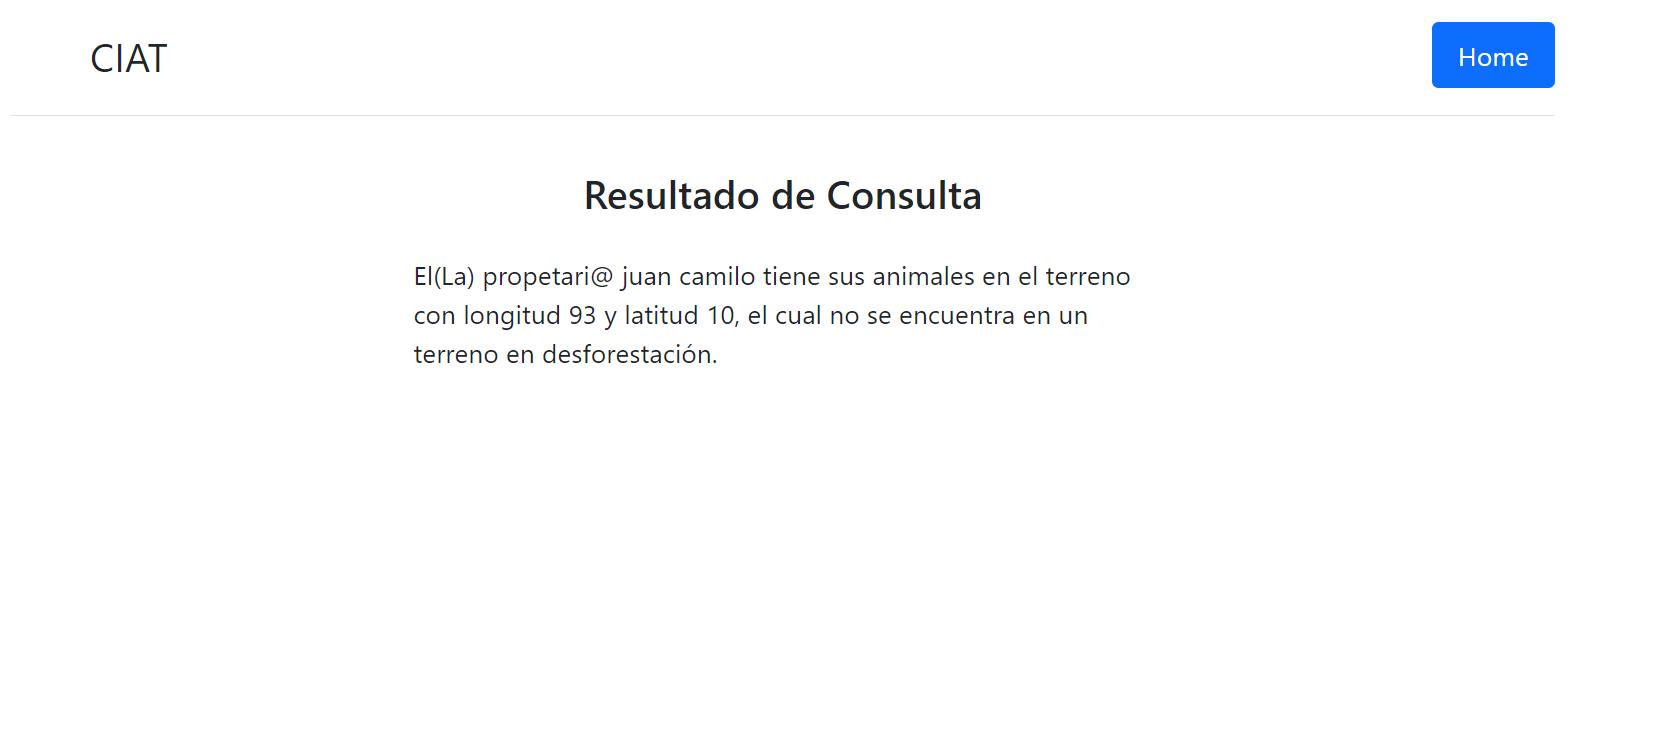 CIAT
Home
Resultado de Consulta
El(La) propetari@ juan camilo tiene sus animales en el terreno
con longitud 93 y latitud 10, el cual no se encuentra en un
terreno en desforestación.